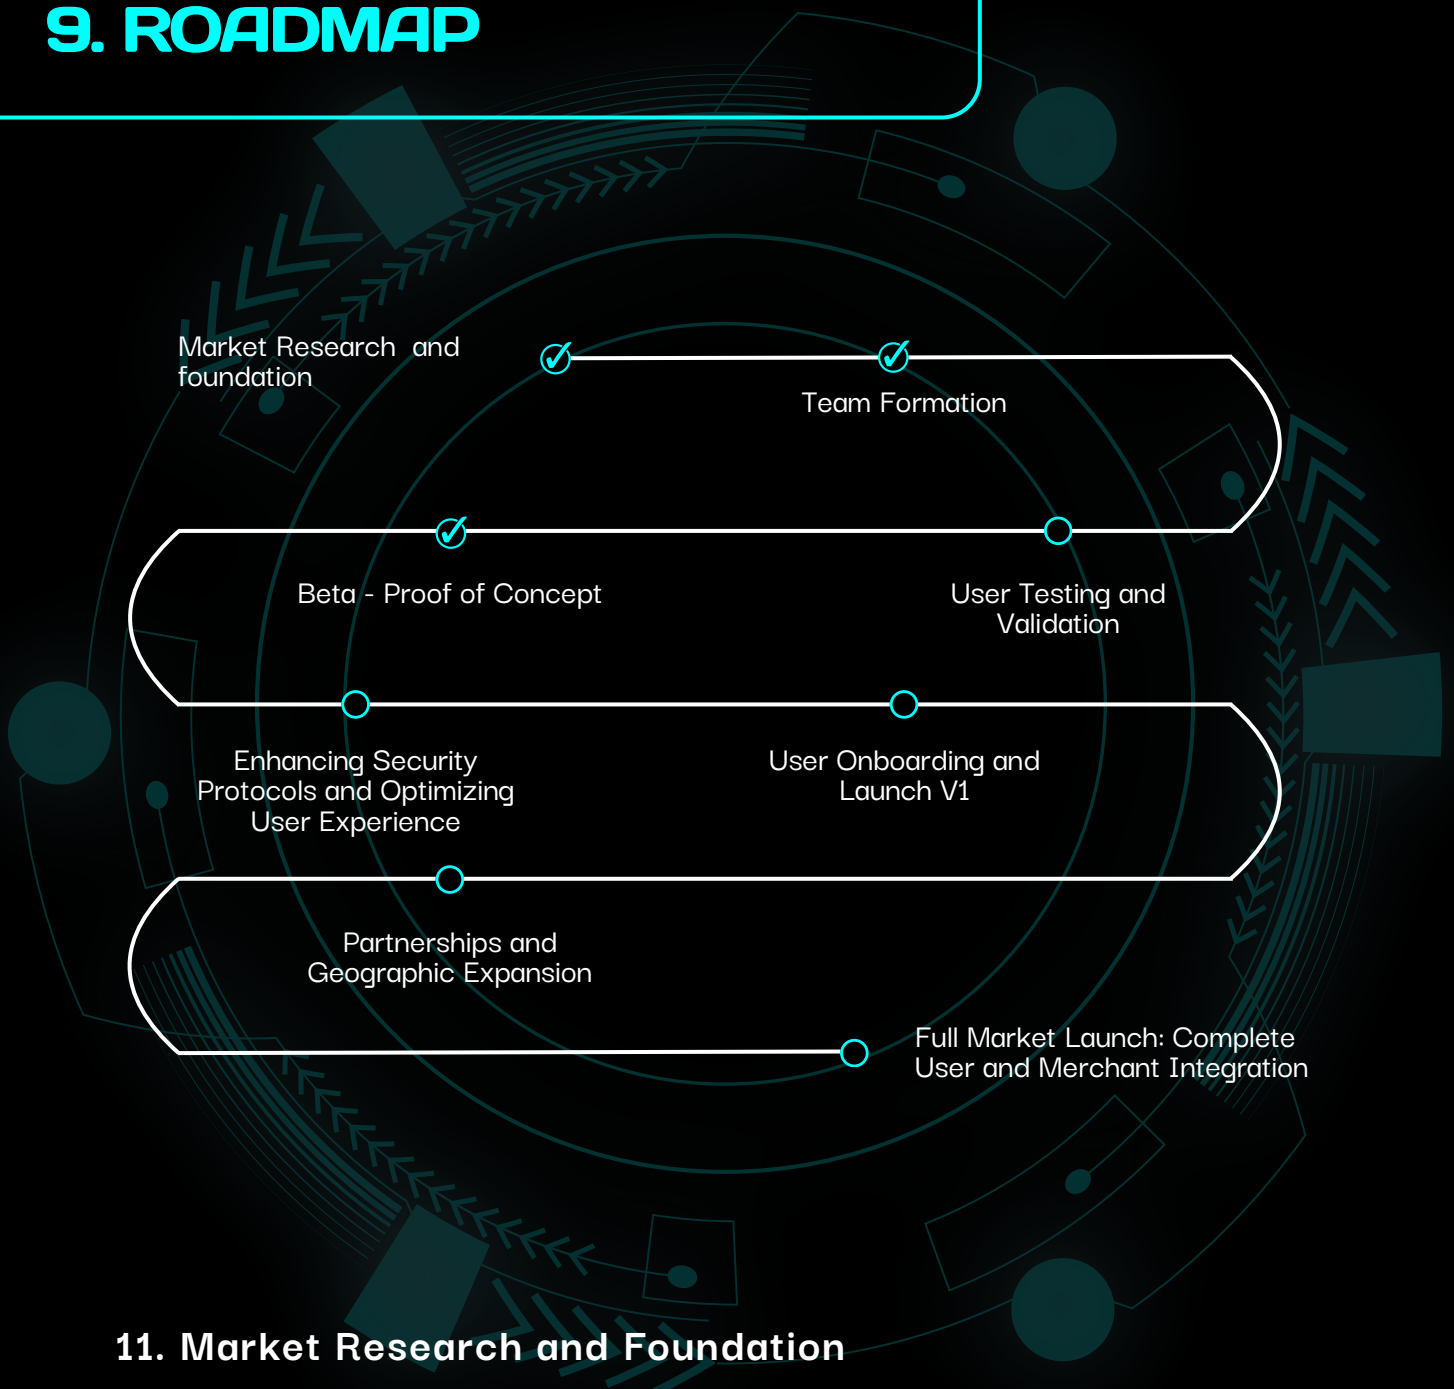 9. ROADMAP
Market Research and
foundation
Team Formation
Beta - Proof of Concept
User Testing and
Validation
Enhancing Security
Protocols and Optimizing
User Experience
User Onboarding and
Launch V1
Partnerships and
Geographic Expansion
Full Market Launch: Complete
User and Merchant Integration
11. Market Research and Foundation